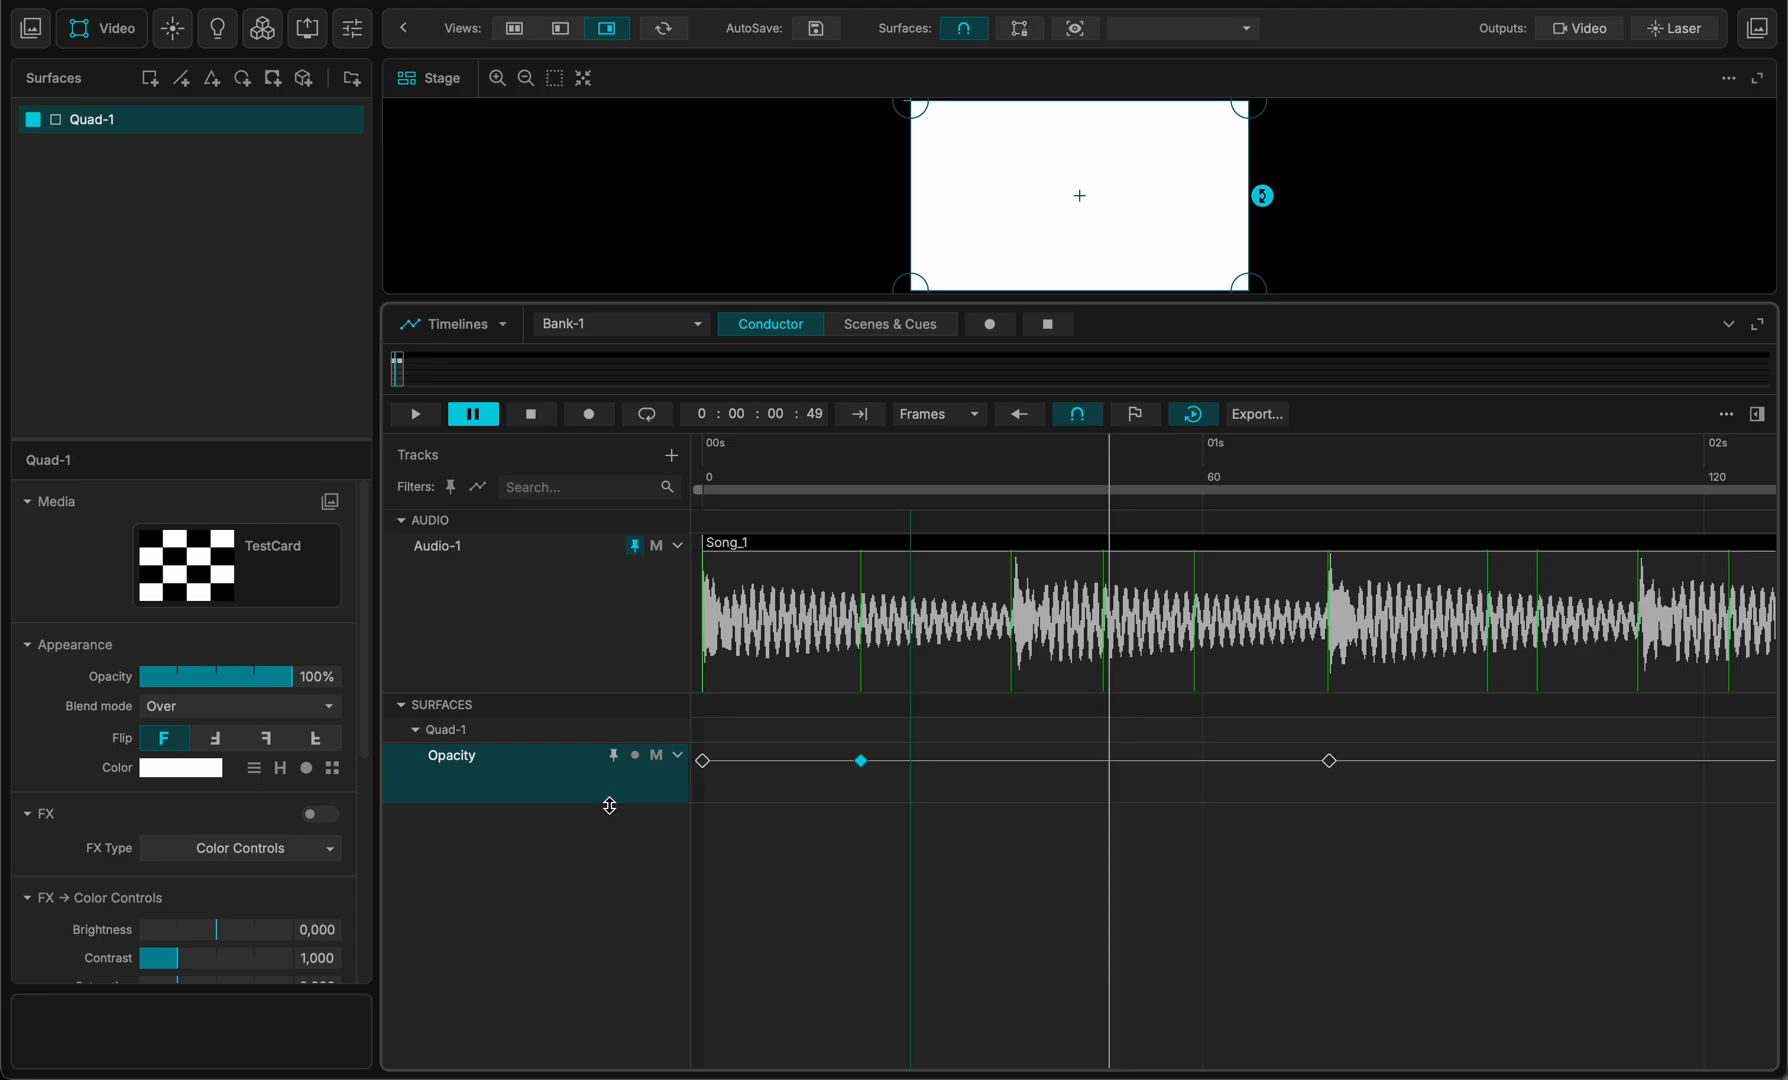 Video
Views:
AutoSave:
Surfaces:
Outputs:
Video
Laser
Surfaces
Stage
Quad-1
Timelines
Bank-1
Conductor
Scenes & Cues
0 : 00 : 00 : 49
Frames
Export...
Quad-1
Tracks
00s
01s
02s
Media
Filters:
Search...
0
60
120
AUDIO
TestCard
Audio-1
M
Song_1
Appearance
Opacity
100%
Blend mode
Over
SURFACES
Flip
F
Quad-1
Color
H
Opacity
M
FX
FX Type
Color Controls
FX → Color Controls
Brightness
0,000
Contrast
1,000